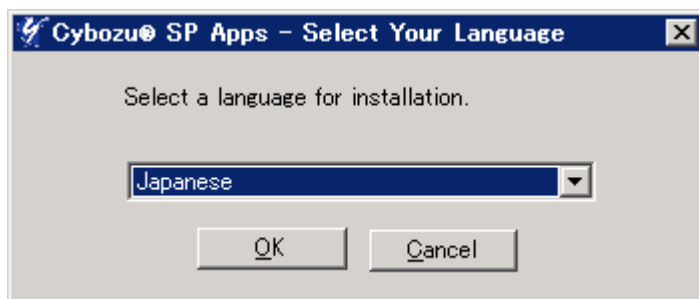 Cybozu® SP Apps - Select Your Language
Select a language for installation.
Japanese
OK
Cancel